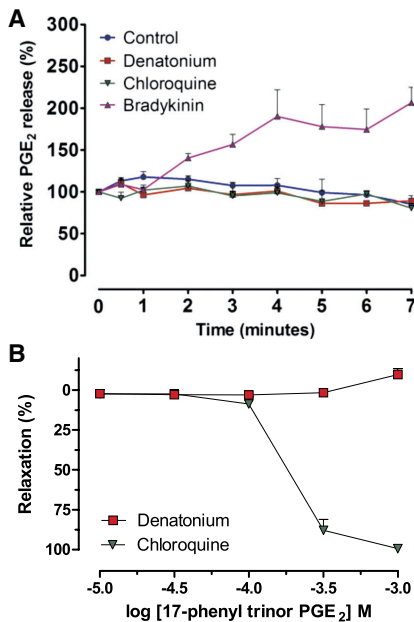 A
Relative PGE2 release (%)
300
250
200
150
100
50
0
Control
Denatonium
Chloroquine
Bradykinin
0 1 2 3 4 5 6 7
Time (minutes)
B
Relaxation (%)
0
25
50
75
100
Denatonium
Chloroquine
-5.0 -4.5 -4.0 -3.5 -3.0
log [17-phenyl trinor PGE2] M